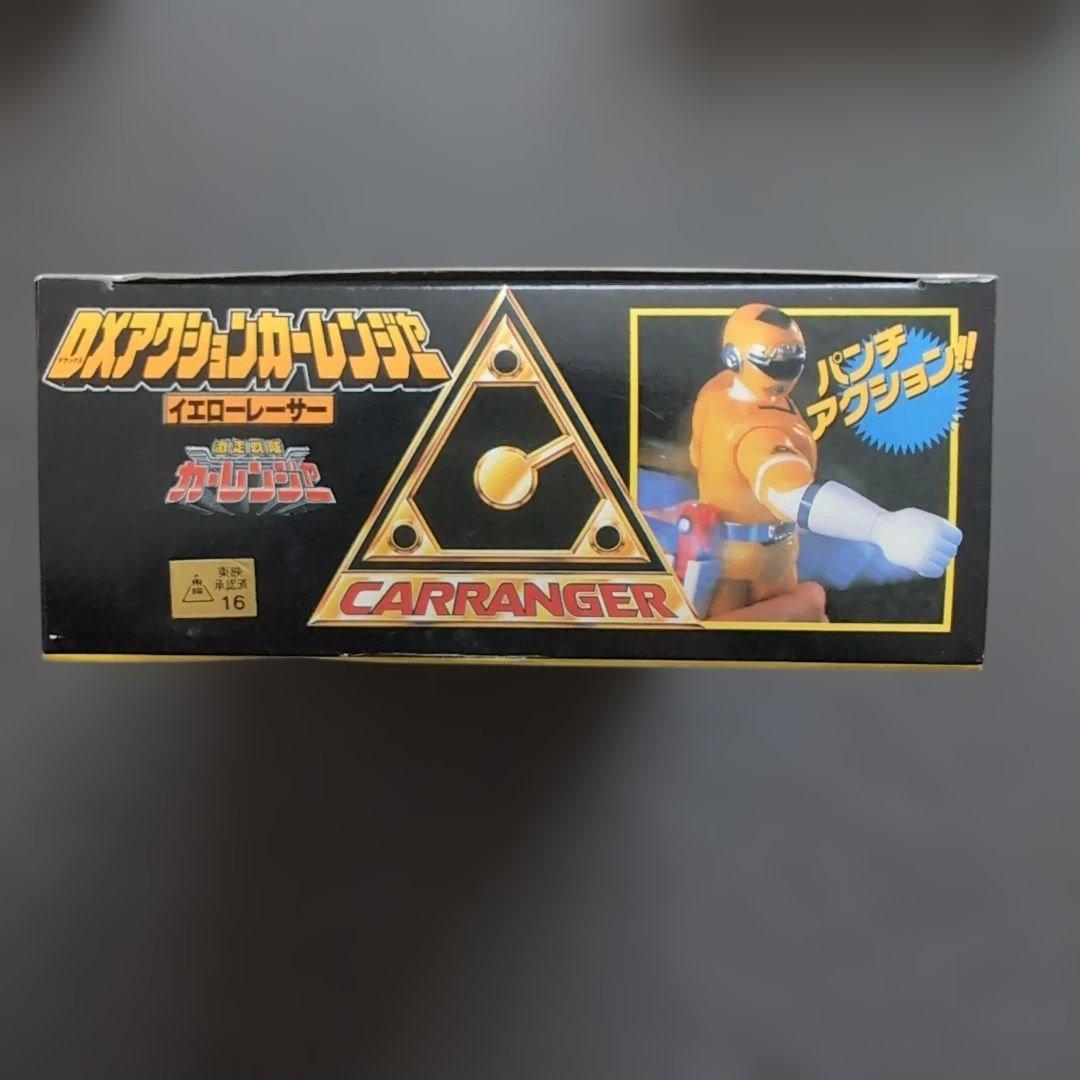 DXアクションカーレンジャー
デラックス
イエローレーサー
激走戦隊
カーレンジャー
東映
東映
承認済
16
CARRANGER
パンチ
アクション!!